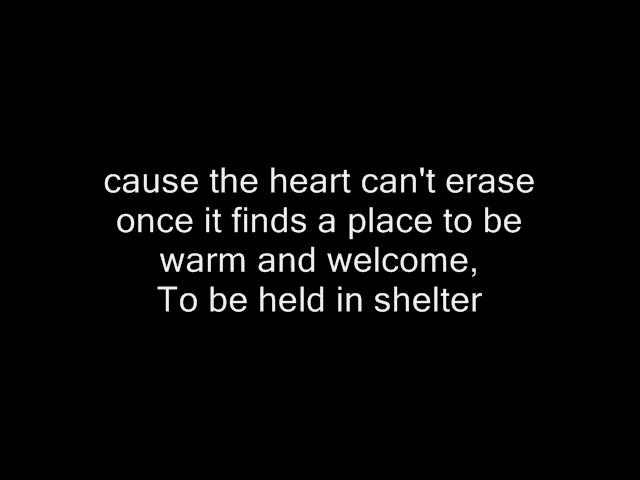 cause the heart can't erase
once it finds a place to be
warm and welcome,
To be held in shelter